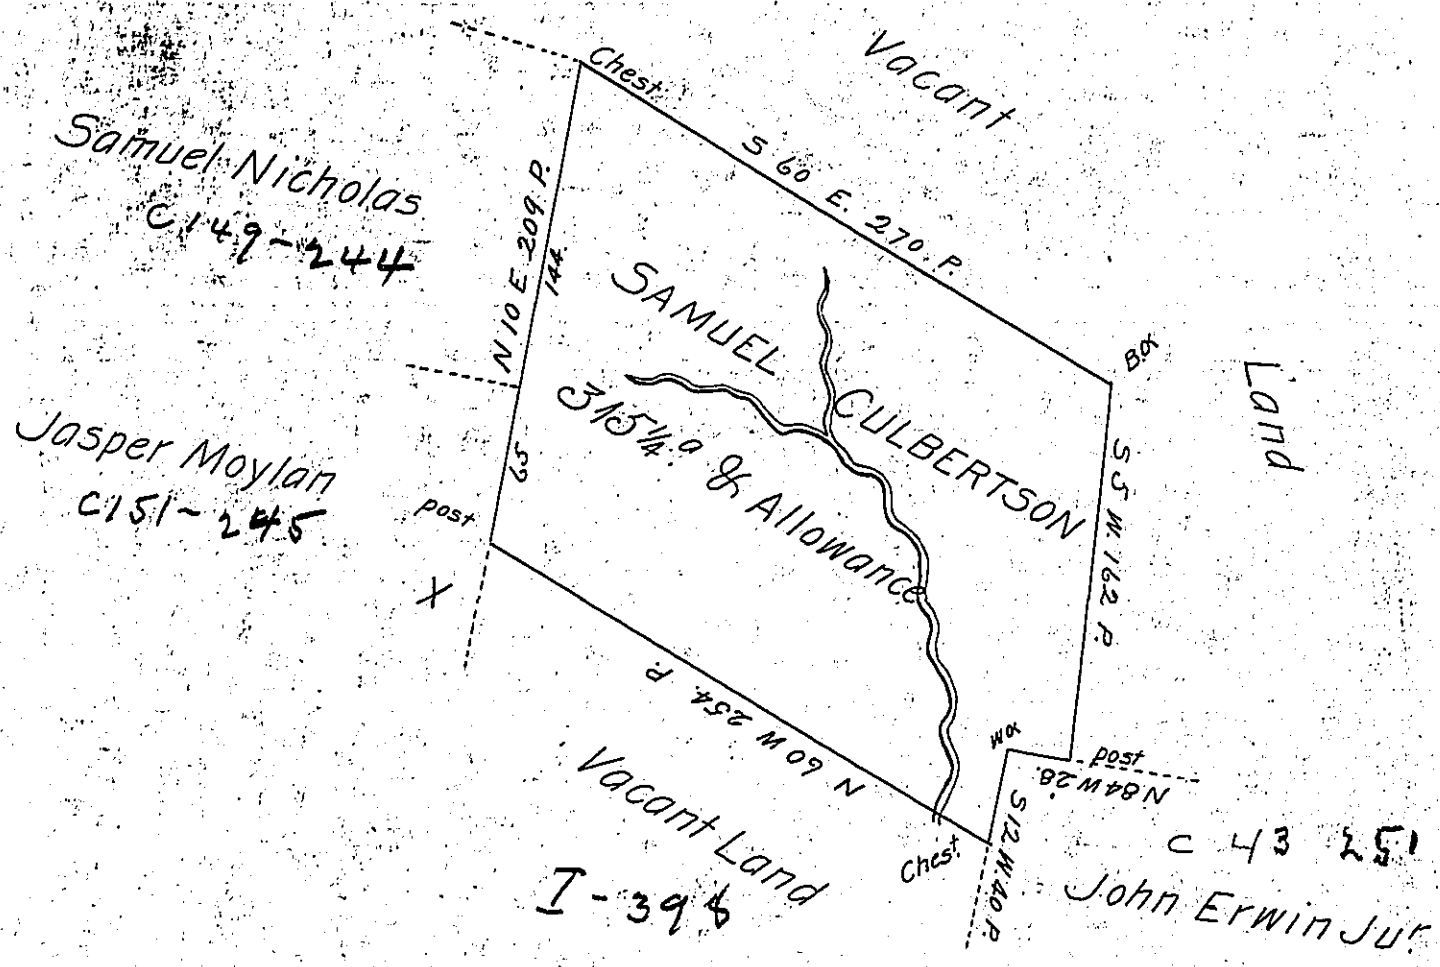 Vacant
Chest.
S 60 E. 270. P.
Samuel Nicholas
C149-244
N 10 E 209 P.
144.
SAMUEL CULBERTSON
315¼ a & Allowance
B.O
Land
Jasper Moylan
C151-245
65
post
X
S 5 W. 162 P.
N 60 W 254. P.
W O
post
N 84 W 28.
S 12 W. 40 P.
Vacant Land
I-398
Chest.
C 43 251
John Erwin Jur.